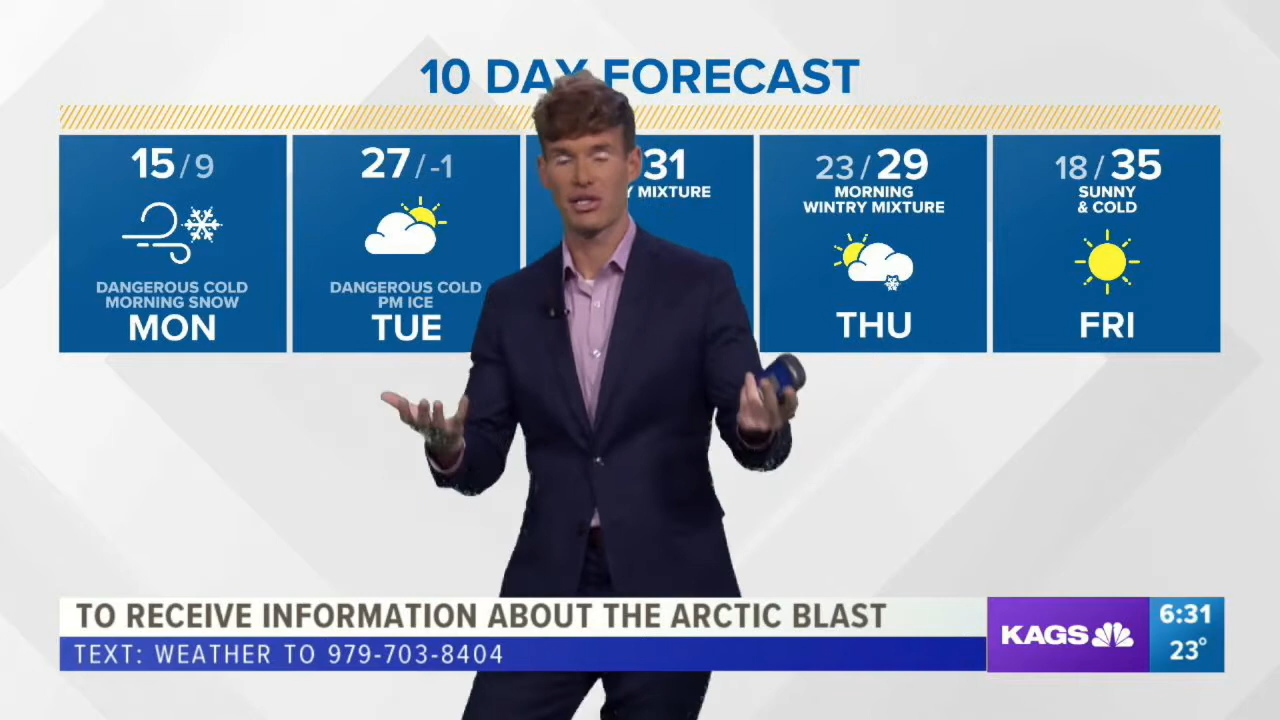 10 DAY FORECAST
15/9
DANGEROUS COLD
MORNING SNOW
MON
27/-1
DANGEROUS COLD
PM ICE
TUE
31
Y MIXTURE
23/29
MORNING
WINTRY MIXTURE
THU
18/35
SUNNY
& COLD
FRI
TO RECEIVE INFORMATION ABOUT THE ARCTIC BLAST
TEXT: WEATHER TO 979-703-8404
KAGS
6:31
23°